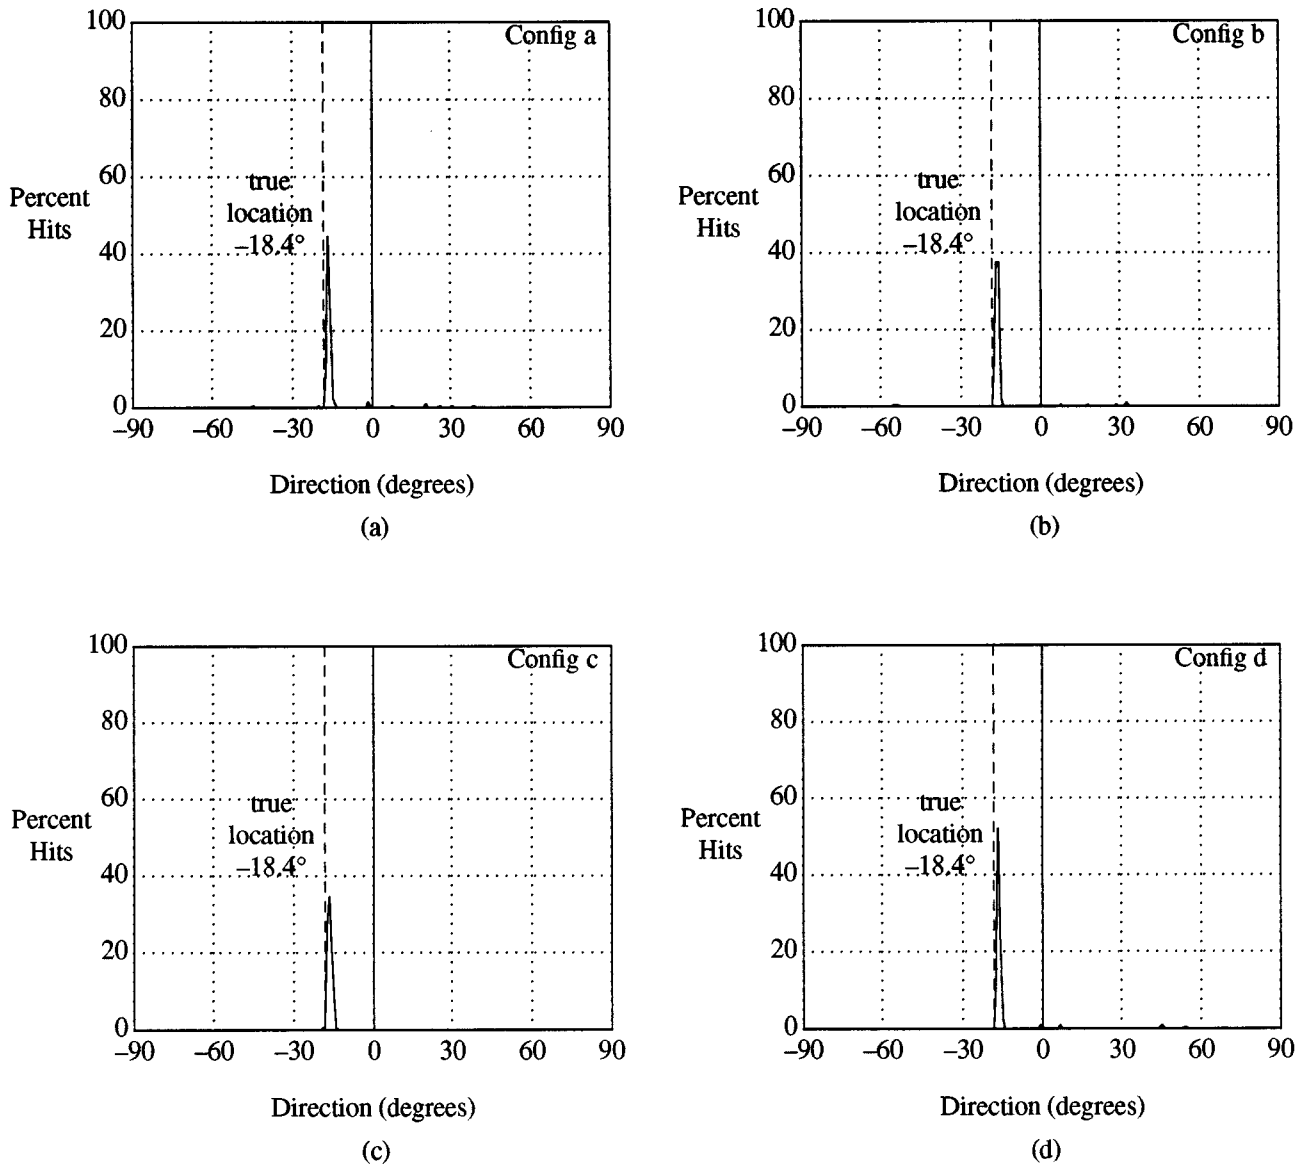 100
Config a
80
60
40
20
0
Percent
Hits
true
location
–18.4°
–90 –60 –30 0 30 60 90
Direction (degrees)
(a)
100
Config b
80
60
40
20
0
Percent
Hits
true
location
–18.4°
–90 –60 –30 0 30 60 90
Direction (degrees)
(b)
100
Config c
80
60
40
20
0
Percent
Hits
true
location
–18.4°
–90 –60 –30 0 30 60 90
Direction (degrees)
(c)
100
Config d
80
60
40
20
0
Percent
Hits
true
location
–18.4°
–90 –60 –30 0 30 60 90
Direction (degrees)
(d)